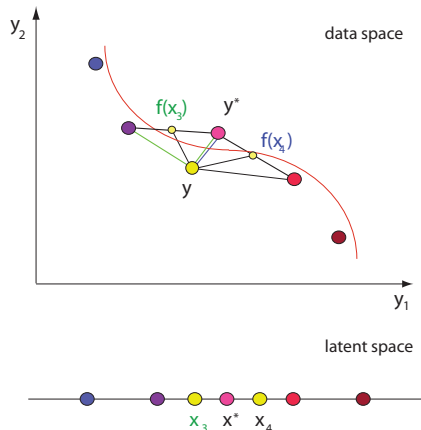 y2
data space
f(x3)
y*
f(x4)
y
y1
latent space
x3 x* x4